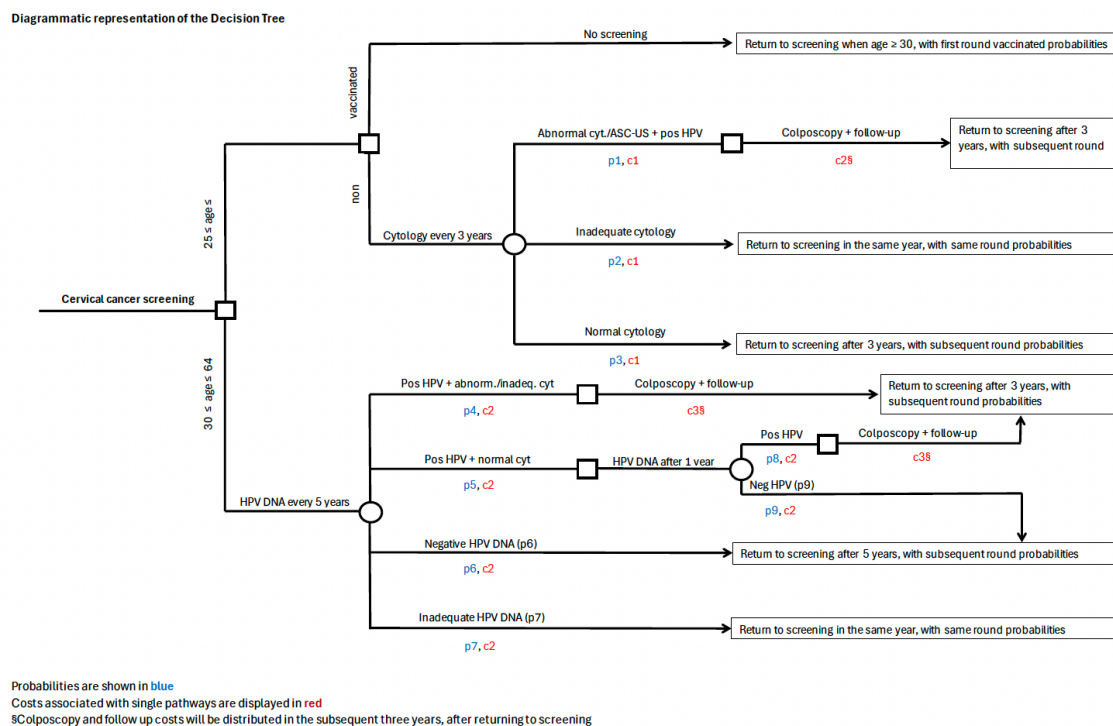 Diagrammatic representation of the Decision Tree
No screening
Return to screening when age ≥ 30, with first round vaccinated probabilities
vaccinated
Abnormal cyt./ASC-US + pos HPV
p1, c1
Colposcopy + follow-up
c2§
Return to screening after 3
years, with subsequent round
non
25 ≤ age ≤
Cytology every 3 years
Inadequate cytology
p2, c1
Return to screening in the same year, with same round probabilities
Cervical cancer screening
Normal cytology
p3, c1
Return to screening after 3 years, with subsequent round probabilities
30 ≤ age ≤ 64
Pos HPV + abnorm./inadeq. cyt
p4, c2
Colposcopy + follow-up
c3§
Return to screening after 3 years, with
subsequent round probabilities
Pos HPV + normal cyt
p5, c2
HPV DNA after 1 year
Pos HPV
p8, c2
Colposcopy + follow-up
c3§
Neg HPV (p9)
p9, c2
HPV DNA every 5 years
Negative HPV DNA (p6)
p6, c2
Return to screening after 5 years, with subsequent round probabilities
Inadequate HPV DNA (p7)
p7, c2
Return to screening in the same year, with same round probabilities
Probabilities are shown in blue
Costs associated with single pathways are displayed in red
§Colposcopy and follow up costs will be distributed in the subsequent three years, after returning to screening